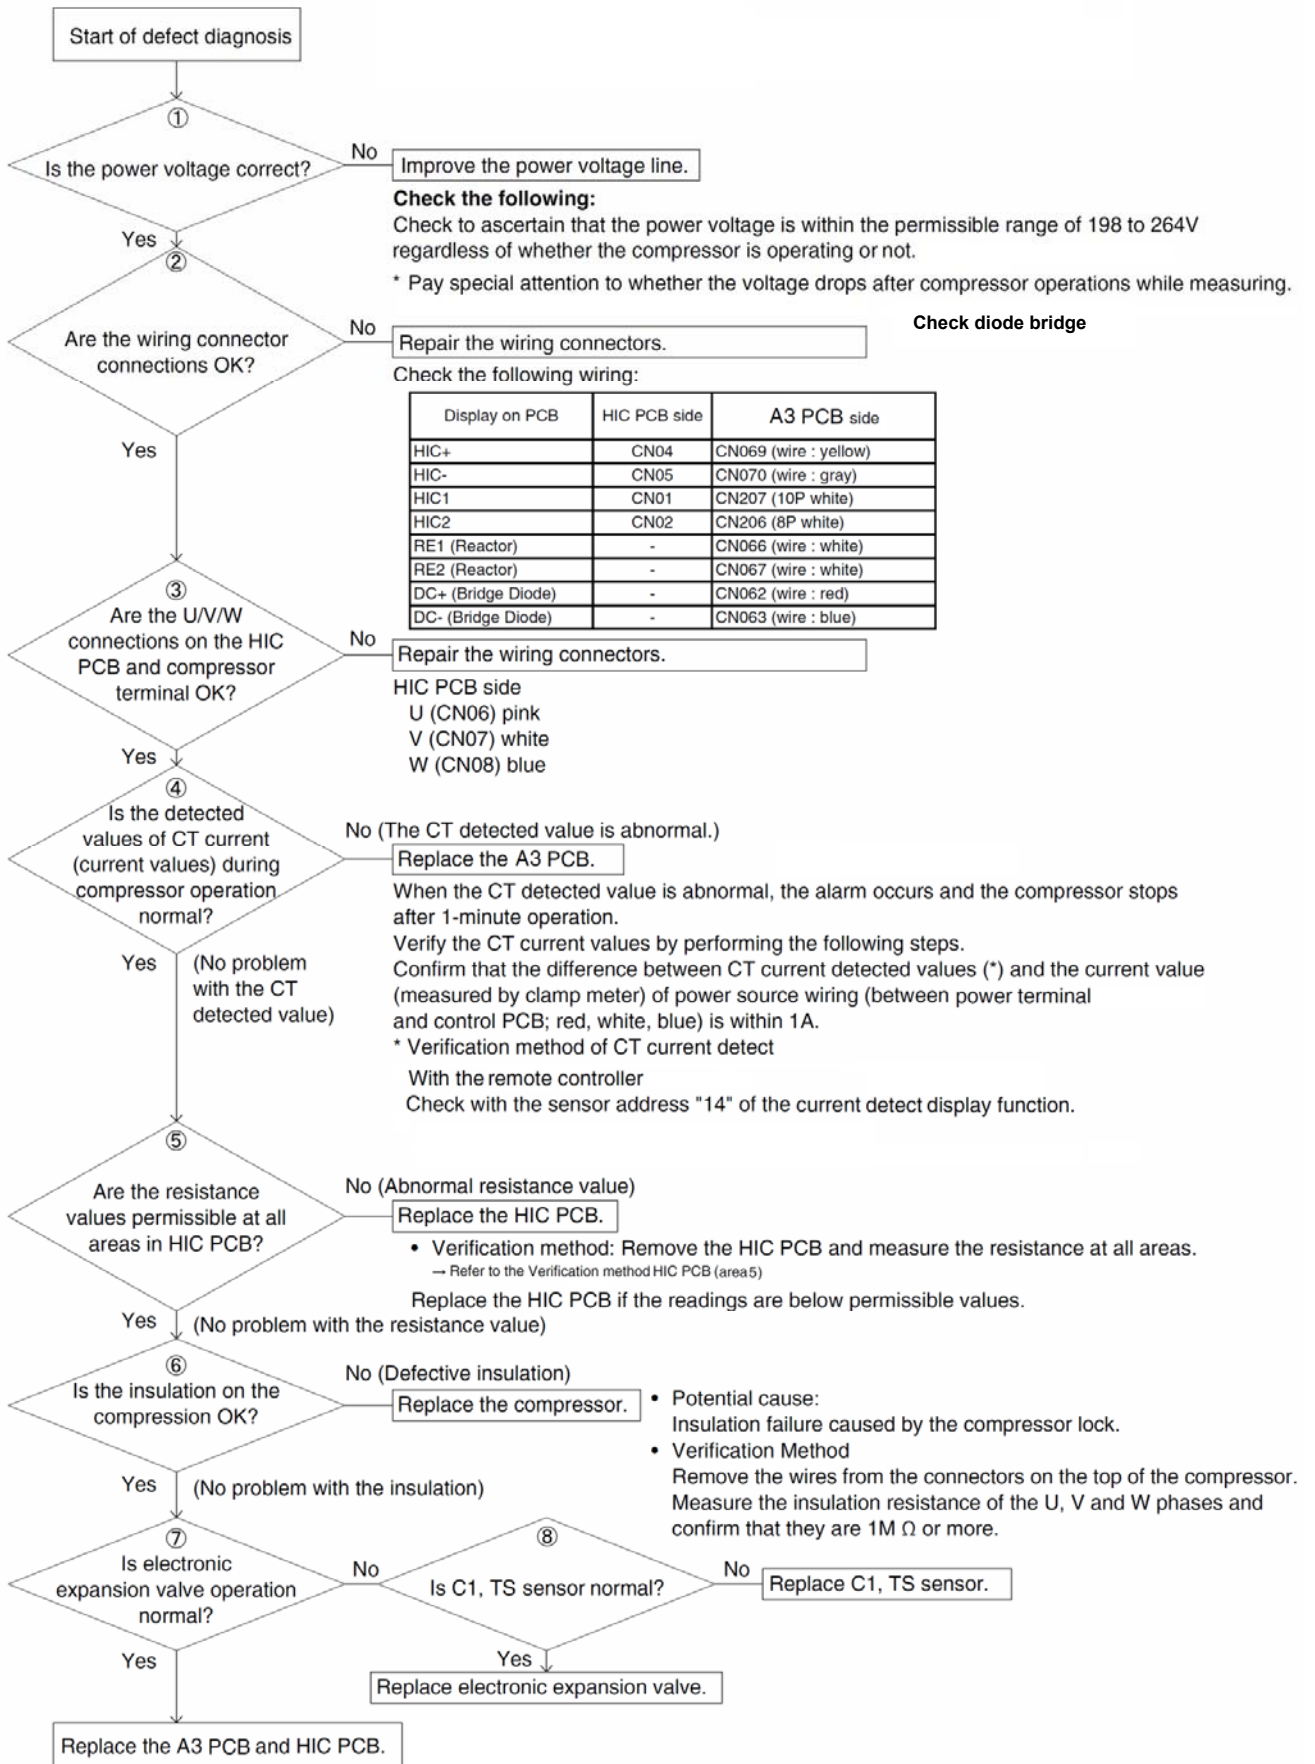 Start of defect diagnosis
①
Is the power voltage correct?
No
Improve the power voltage line.
Check the following:
Check to ascertain that the power voltage is within the permissible range of 198 to 264V
regardless of whether the compressor is operating or not.
* Pay special attention to whether the voltage drops after compressor operations while measuring.
Yes
②
Are the wiring connector
connections OK?
No
Repair the wiring connectors.
Check diode bridge
Check the following wiring:
Display on PCB HIC PCB side A3 PCB side
HIC+ CN04 CN069 (wire : yellow)
HIC- CN05 CN070 (wire : gray)
HIC1 CN01 CN207 (10P white)
HIC2 CN02 CN206 (8P white)
RE1 (Reactor) - CN066 (wire : white)
RE2 (Reactor) - CN067 (wire : white)
DC+ (Bridge Diode) - CN062 (wire : red)
DC- (Bridge Diode) - CN063 (wire : blue)
Yes
③
Are the U/V/W
connections on the HIC
PCB and compressor
terminal OK?
No
Repair the wiring connectors.
HIC PCB side
U (CN06) pink
V (CN07) white
W (CN08) blue
Yes
④
Is the detected
values of CT current
(current values) during
compressor operation
normal?
No (The CT detected value is abnormal.)
Replace the A3 PCB.
When the CT detected value is abnormal, the alarm occurs and the compressor stops
after 1-minute operation.
Verify the CT current values by performing the following steps.
Confirm that the difference between CT current detected values (*) and the current value
(measured by clamp meter) of power source wiring (between power terminal
and control PCB; red, white, blue) is within 1A.
* Verification method of CT current detect
With the remote controller
Check with the sensor address "14" of the current detect display function.
Yes
(No problem
with the CT
detected value)
⑤
Are the resistance
values permissible at all
areas in HIC PCB?
No (Abnormal resistance value)
Replace the HIC PCB.
• Verification method: Remove the HIC PCB and measure the resistance at all areas.
→ Refer to the Verification method HIC PCB (area5)
Replace the HIC PCB if the readings are below permissible values.
Yes
(No problem with the resistance value)
⑥
Is the insulation on the
compression OK?
No (Defective insulation)
Replace the compressor.
• Potential cause:
Insulation failure caused by the compressor lock.
• Verification Method
Remove the wires from the connectors on the top of the compressor.
Measure the insulation resistance of the U, V and W phases and
confirm that they are 1M Ω or more.
Yes
(No problem with the insulation)
⑦
Is electronic
expansion valve operation
normal?
No
⑧
Is C1, TS sensor normal?
No
Replace C1, TS sensor.
Yes
Replace electronic expansion valve.
Yes
Replace the A3 PCB and HIC PCB.